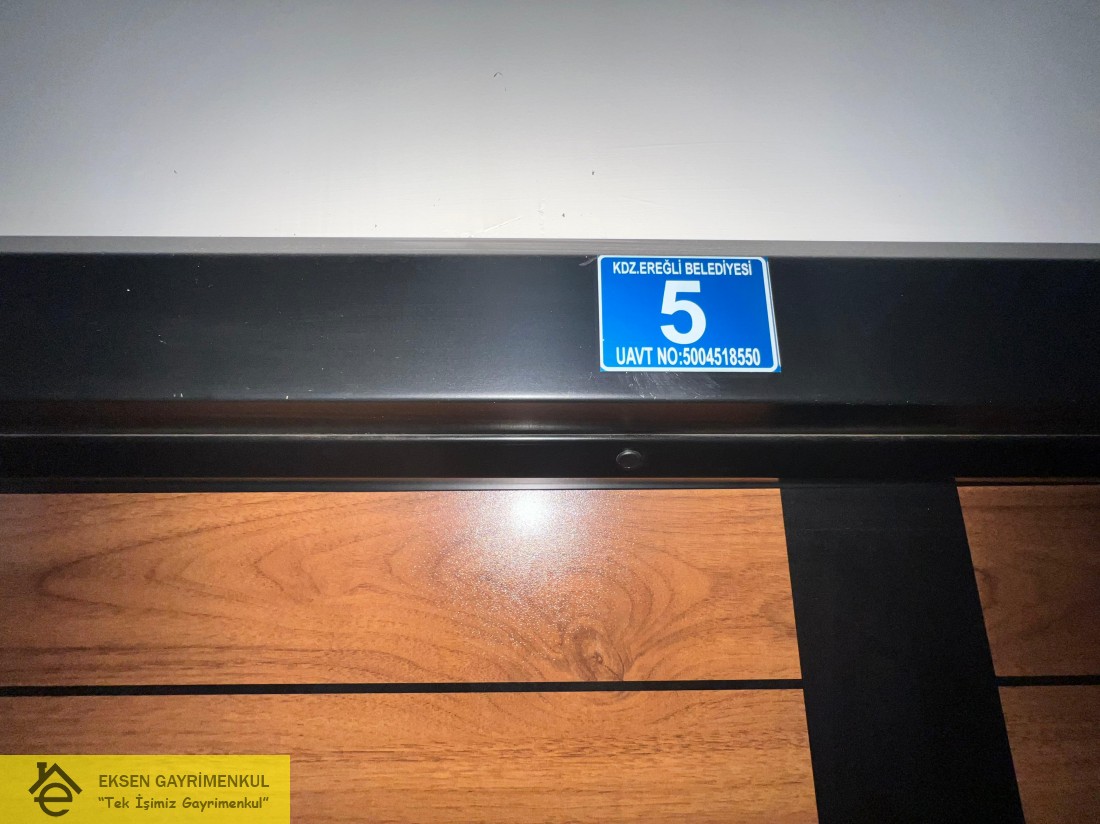 KDZ.EREĞLİ BELEDİYESİ
5
UAVT NO:5004518550
EKSEN GAYRİMENKUL
“Tek İşimiz Gayrimenkul”